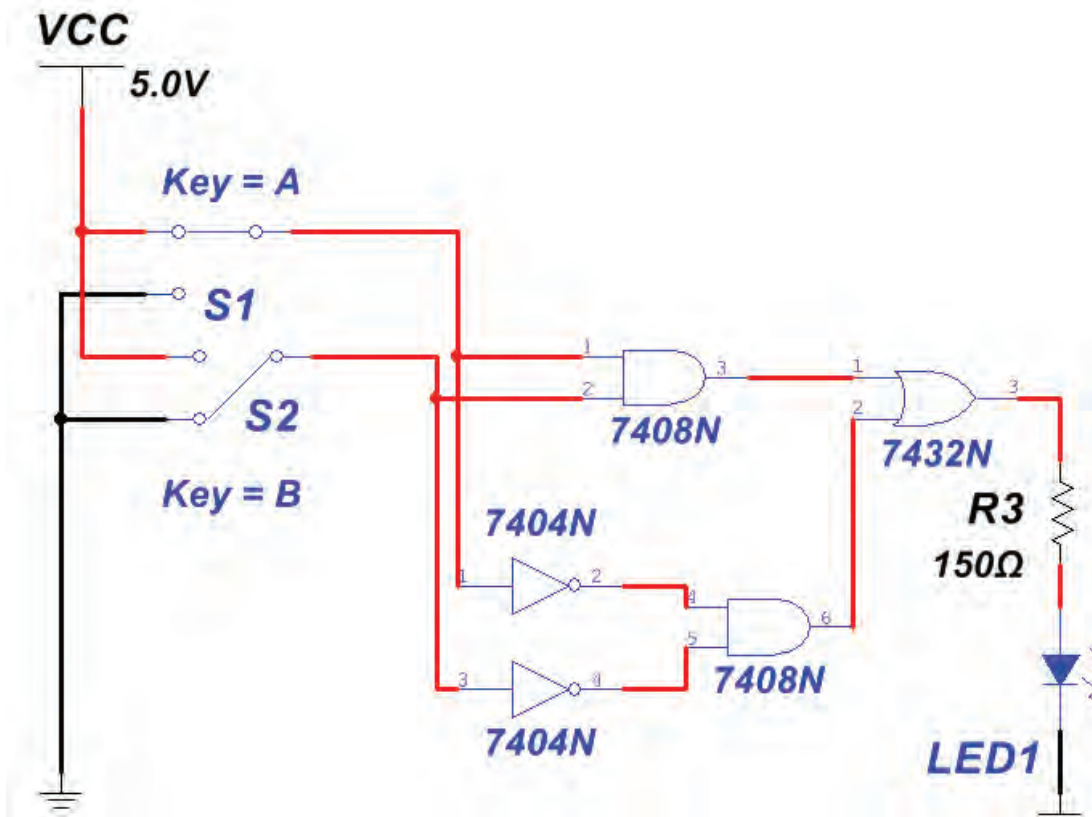 VCC
5.0V
Key = A
S1
S2
Key = B
1
2
3
7408N
1
2
3
7432N
7404N
1
2
R3
150Ω
4
5
6
7408N
3
4
7404N
LED1